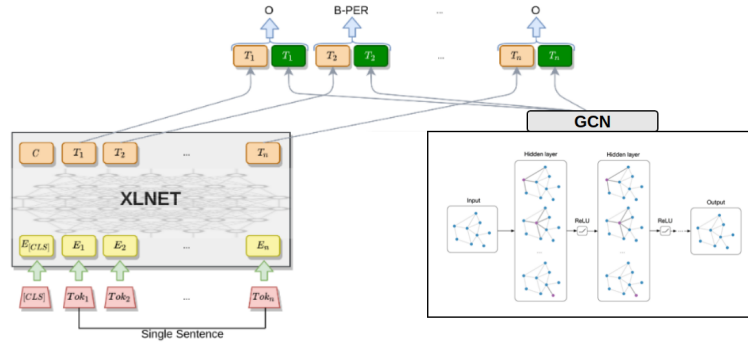 O B-PER ... O
T1 T1 T2 T2 ... Tn Tn
GCN
C T1 T2 ... Tn
XLNET
E[CLS] E1 E2 ... En
[CLS] Tok1 Tok2 ... Tokn
Single Sentence
Hidden layer Hidden layer
Input ReLU ReLU Output
... ...